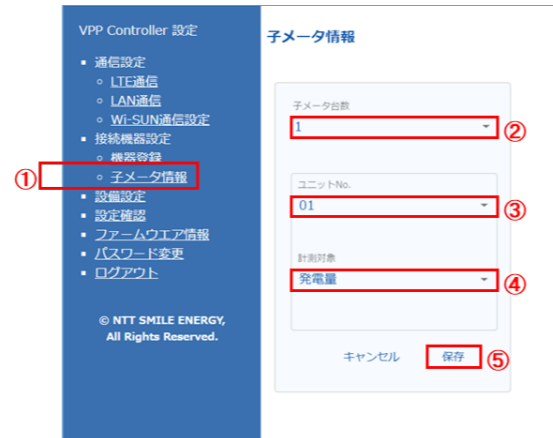 VPP Controller 設定
通信設定
LTE通信
LAN通信
Wi-SUN通信設定
接続機器設定
機器登録
① 子メータ情報
設備設定
設定確認
ファームウエア情報
パスワード変更
ログアウト
© NTT SMILE ENERGY,
All Rights Reserved.
子メータ情報
子メータ台数
1 ②
ユニットNo.
01 ③
計測対象
発電量 ④
キャンセル 保存 ⑤